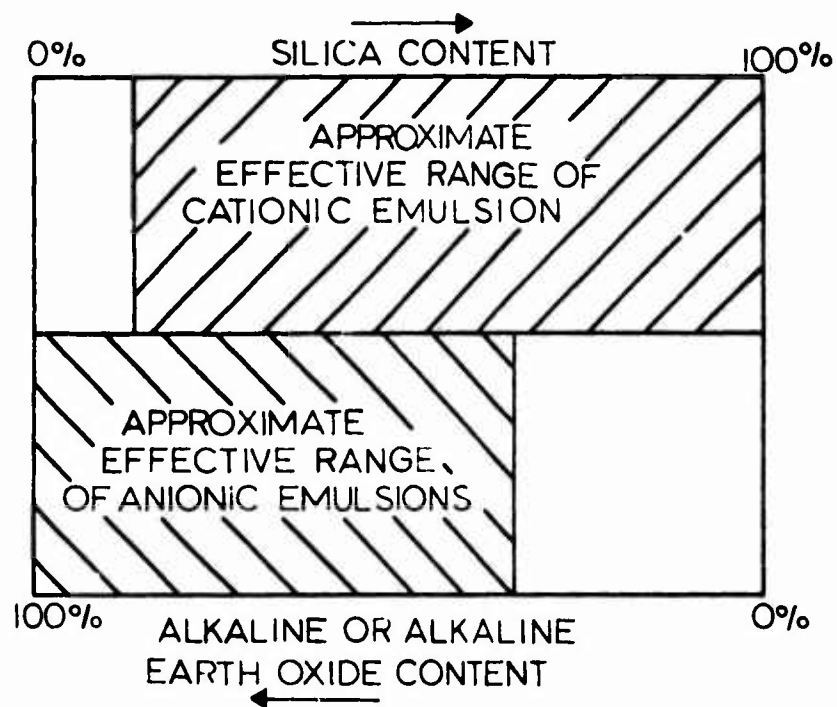 SILICA CONTENT
0%
100%
APPROXIMATE
EFFECTIVE RANGE OF
CATIONIC EMULSION
APPROXIMATE
EFFECTIVE RANGE
OF ANIONIC EMULSIONS
100%
0%
ALKALINE OR ALKALINE
EARTH OXIDE CONTENT